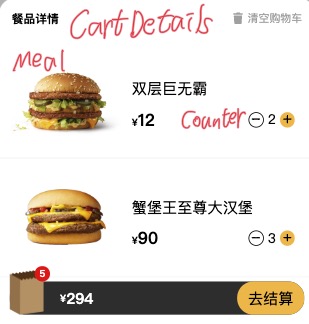 餐品详情
Cart Details
清空购物车
Meal
双层巨无霸
¥12
Counter
2
蟹堡王至尊大汉堡
¥90
3
5
¥294
去结算